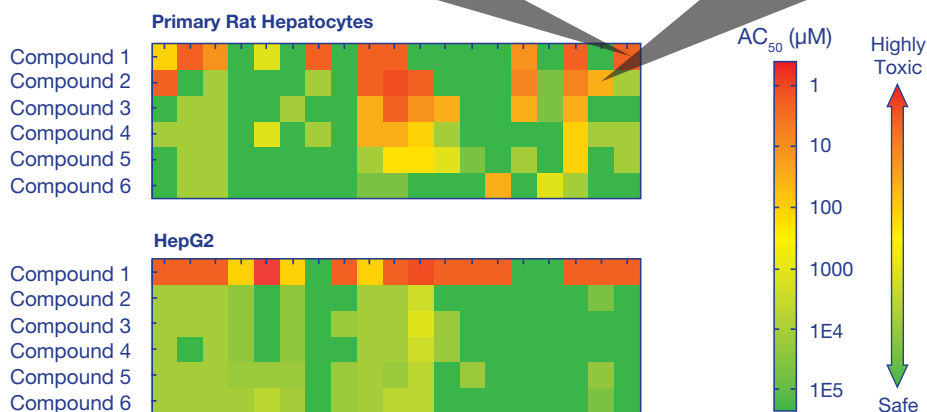 Primary Rat Hepatocytes
Compound 1
Compound 2
Compound 3
Compound 4
Compound 5
Compound 6
HepG2
Compound 1
Compound 2
Compound 3
Compound 4
Compound 5
Compound 6
AC50 (µM)
1
10
100
1000
1E4
1E5
Highly
Toxic
Safe